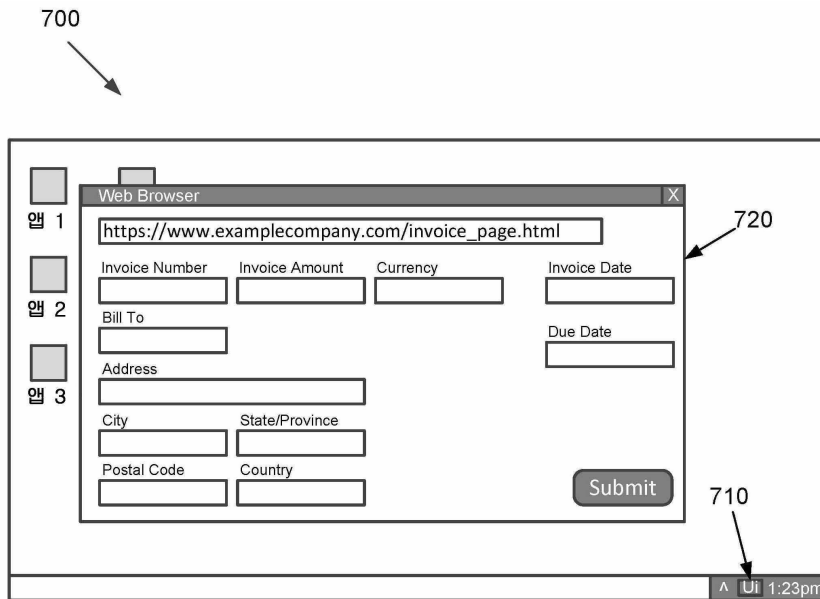 700
Web Browser X
앱 1
https://www.examplecompany.com/invoice_page.html
720
Invoice Number Invoice Amount Currency Invoice Date
앱 2
Bill To
Due Date
Address
앱 3
City State/Province
Postal Code Country
Submit
710
^ Ui 1:23pm